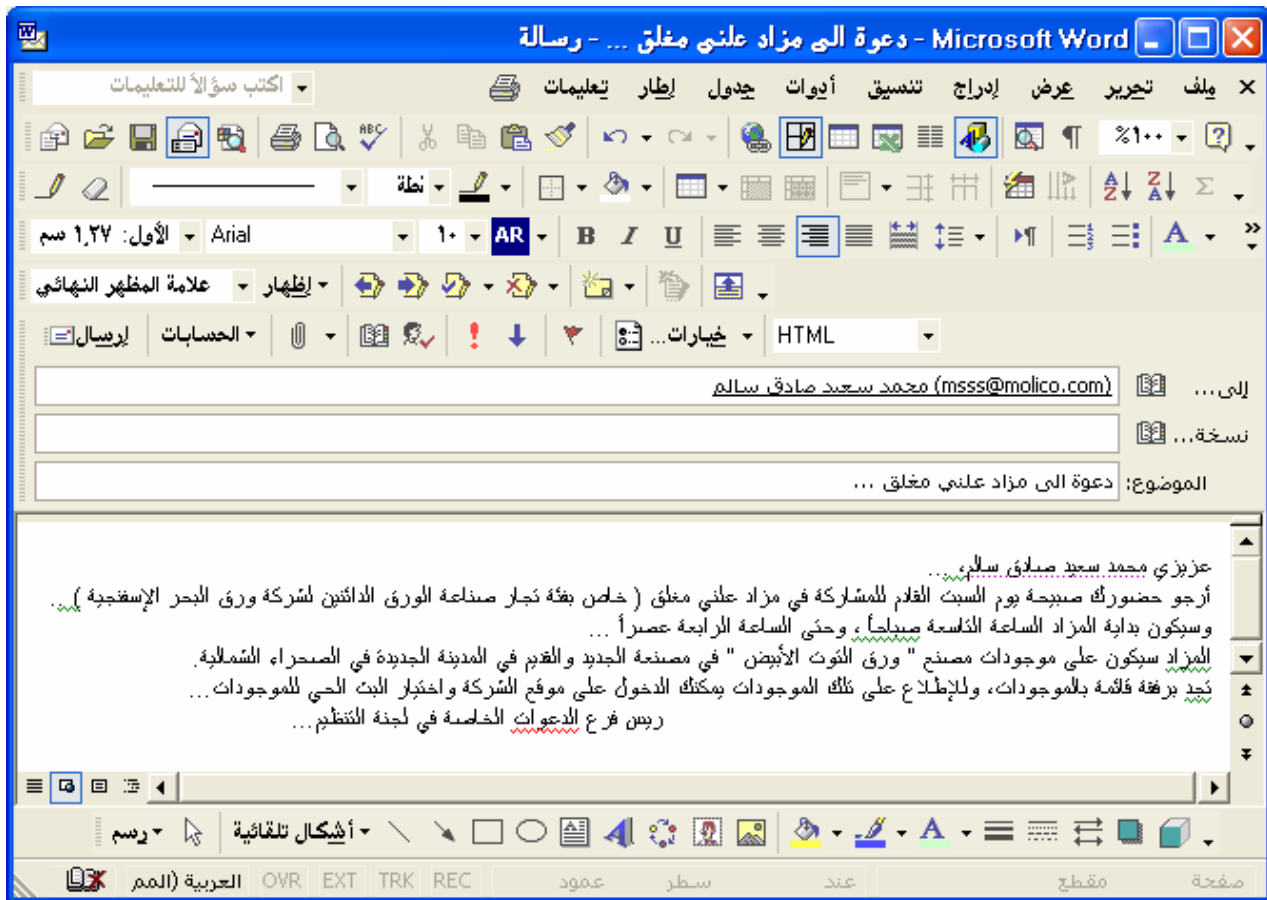 Microsoft Word - دعوة الى مزاد علني مغلق ... - رسالة
ملف تحرير عرض إدراج تنسيق أدوات جدول إطار تعليمات اكتب سؤالاً للتعليمات
ABC ¶ ١٠٠%
نطة A Z Z A Σ
الأول: ١,٢٧ سم Arial ١٠ AR B I U ¶ A
إظهار علامة المظهر النهائي
إرسال الحسابات خيارات... HTML
إلى... محمد سعيد صادق سالم (msss@molico.com)
نسخة...
الموضوع: دعوة الى مزاد علني مغلق ...
عزيزي محمد سعيد صادق سالم، ...
أرجو حضورك صبيحة يوم السبت القادم للمشاركة في مزاد علني مغلق ( خاص بفئة تجار صناعة الورق الدائنين لشركة ورق البحر الإسفنجية )...
وسيكون بداية المزاد الساعة التاسعة صباحاً ، وحتى الساعة الرابعة عصراً ...
المزاد سيكون على موجودات مصنع " ورق التوت الأبيض " في مصنعة الجديد والقديم في المدينة الجديدة في الصحراء الشمالية.
تجد برفقة قائمة بالموجودات، وللإطلاع على تلك الموجودات يمكنك الدخول على موقع الشركة واختيار البث الحي للموجودات...
ريس فرع الدعوات الخاصة في لجنة التنظيم...
رسم أشكال تلقائية A A
صفحة مقطع عند سطر عمود REC TRK EXT OVR العربية (المم